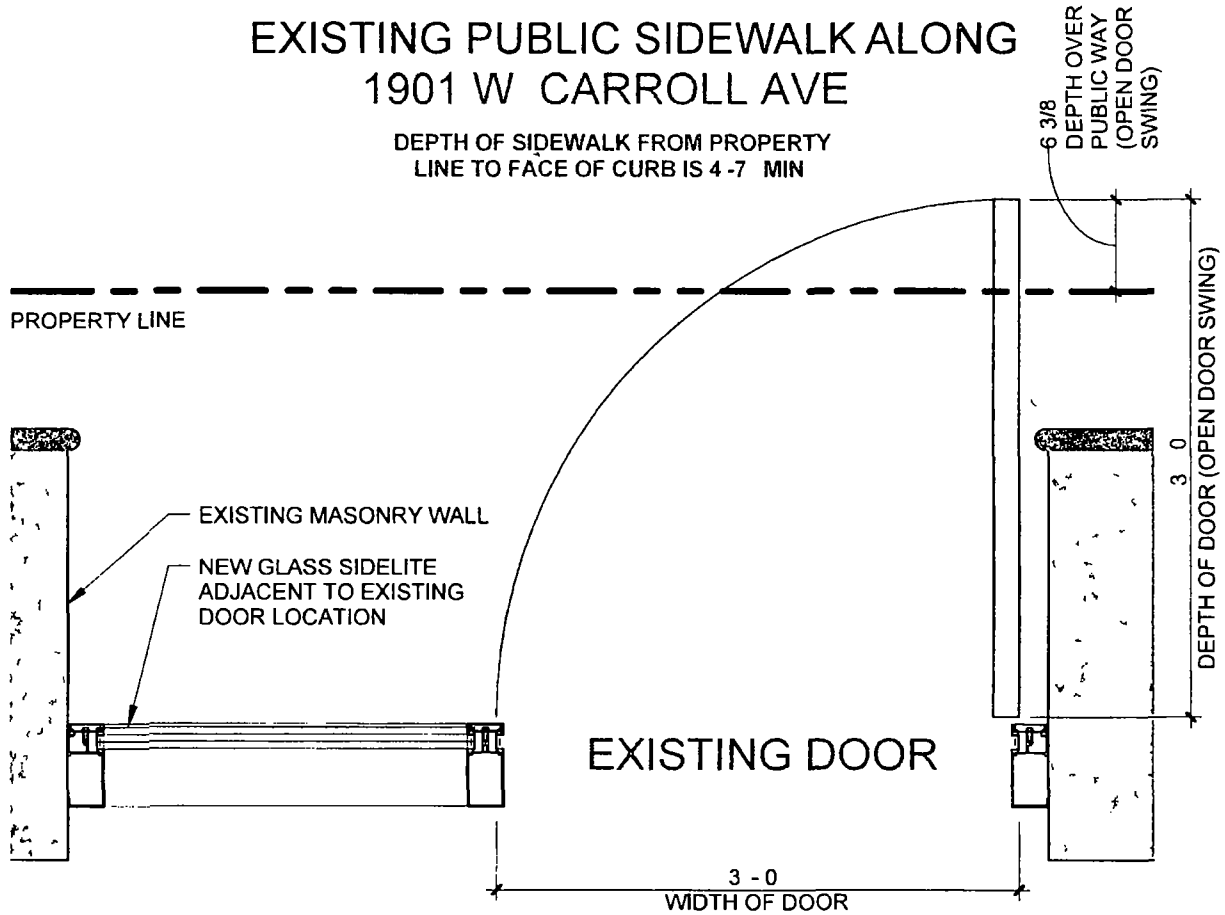 EXISTING PUBLIC SIDEWALK ALONG
1901 W CARROLL AVE
DEPTH OF SIDEWALK FROM PROPERTY
LINE TO FACE OF CURB IS 4 -7 MIN
6 3/8
DEPTH OVER
PUBLIC WAY
(OPEN DOOR
SWING)
PROPERTY LINE
3 0
DEPTH OF DOOR (OPEN DOOR SWING)
EXISTING MASONRY WALL
NEW GLASS SIDELITE
ADJACENT TO EXISTING
DOOR LOCATION
EXISTING DOOR
3 - 0
WIDTH OF DOOR